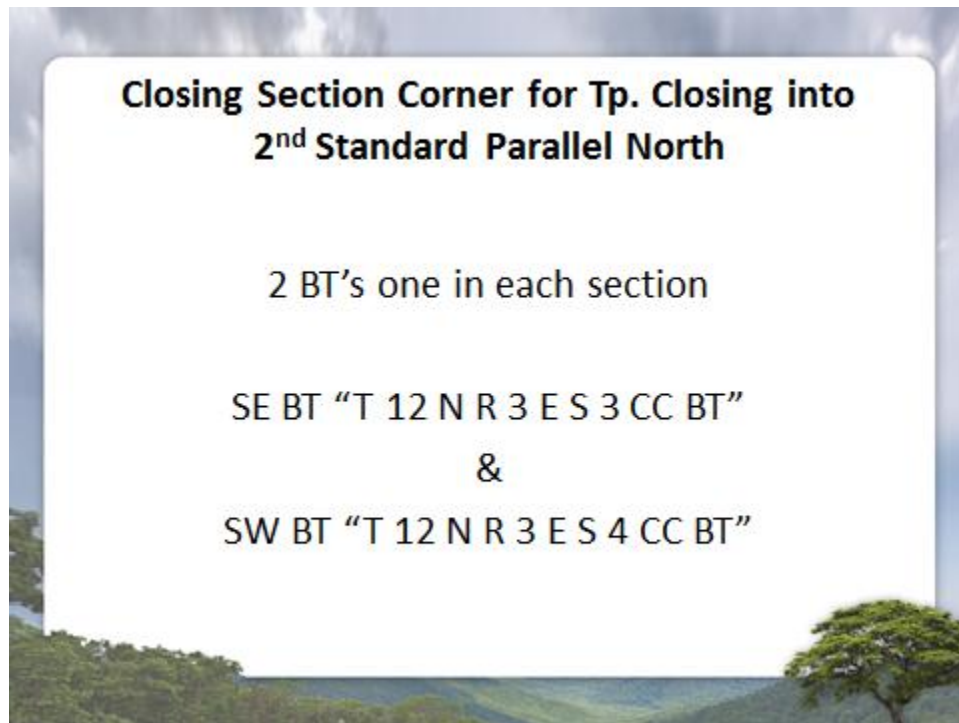 Closing Section Corner for Tp. Closing into
2nd Standard Parallel North
2 BT’s one in each section
SE BT “T 12 N R 3 E S 3 CC BT”
&
SW BT “T 12 N R 3 E S 4 CC BT”